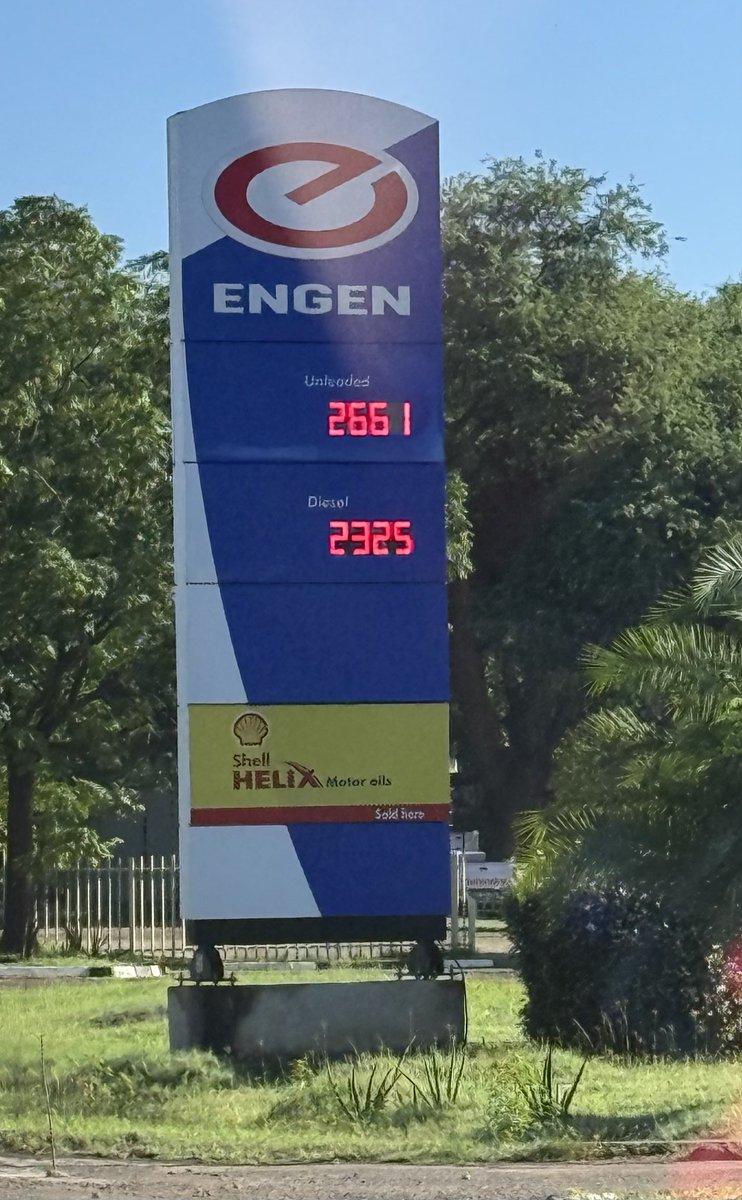 ENGEN
Unleaded
2661
Diesel
2325
Shell
HELIX Motor oils
Sold here